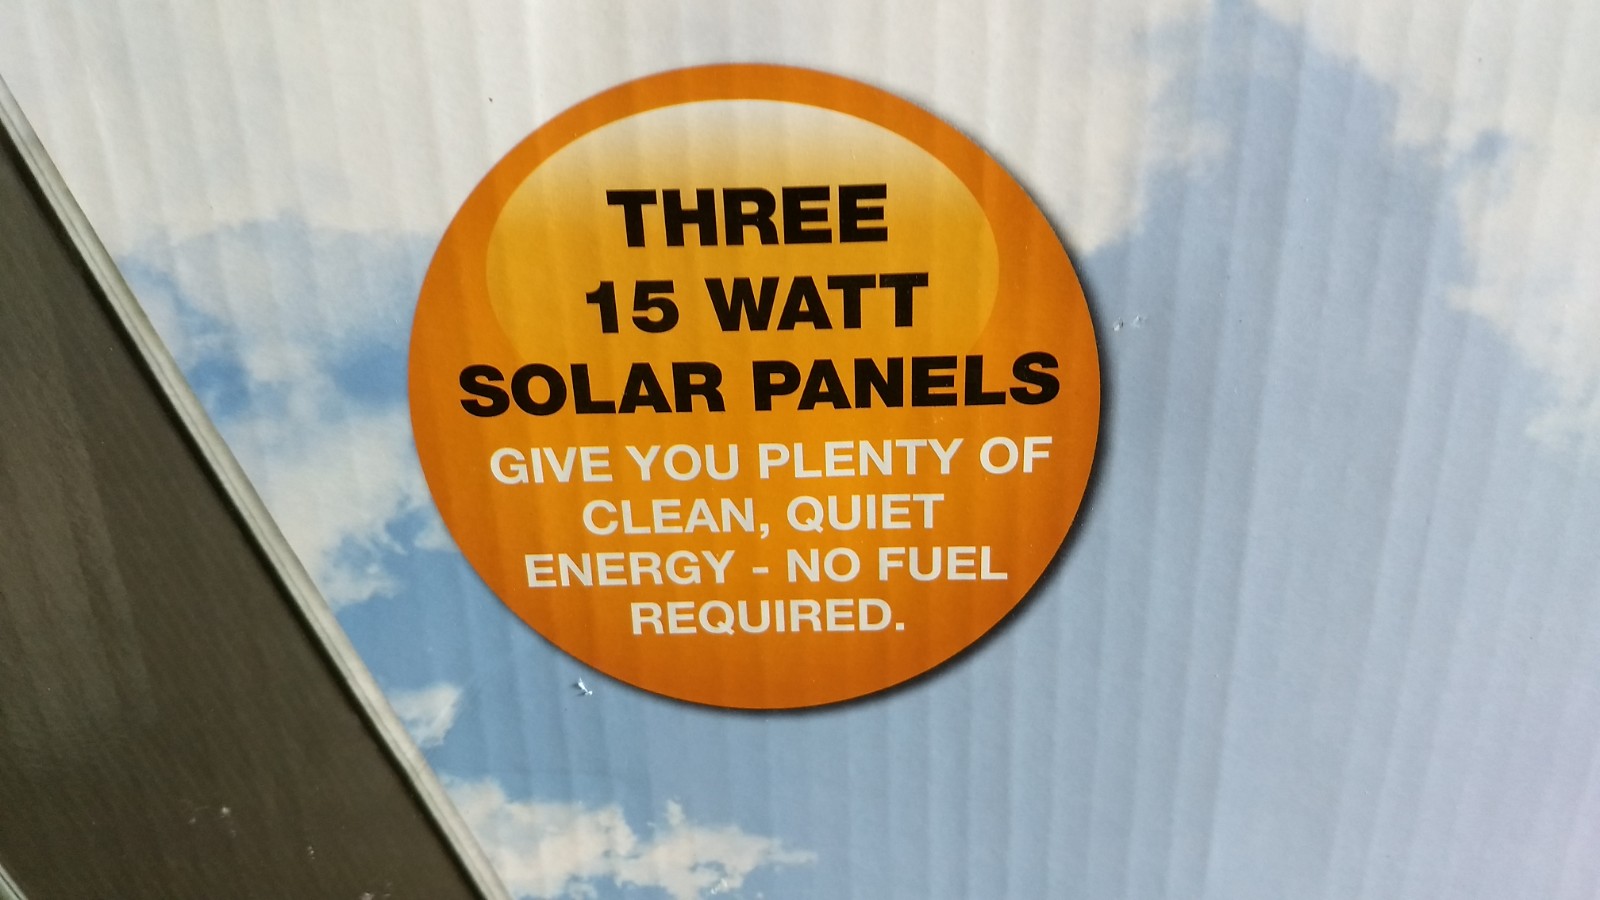 THREE
15 WATT
SOLAR PANELS
GIVE YOU PLENTY OF
CLEAN, QUIET
ENERGY - NO FUEL
REQUIRED.